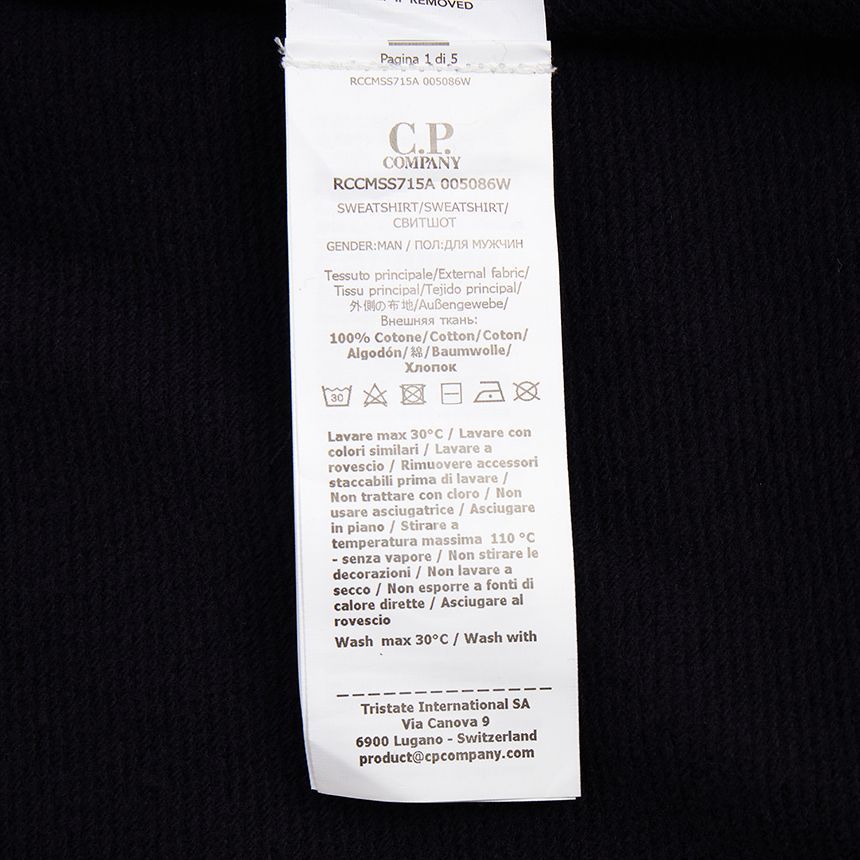 IF REMOVED
Pagina 1 di 5
RCCMSS715A 005086W
C.P.
COMPANY
RCCMSS715A 005086W
SWEATSHIRT/SWEATSHIRT/
СВИТШОТ
GENDER:MAN / ПОЛ:ДЛЯ МУЖЧИН
Tessuto principale/External fabric/
Tissu principal/Tejido principal/
外側の布地/Außengewebe/
Внешняя ткань:
100% Cotone/Cotton/Coton/
Algodón/綿/Baumwolle/
Хлопок
30
Lavare max 30°C / Lavare con
colori similari / Lavare a
rovescio / Rimuovere accessori
staccabili prima di lavare /
Non trattare con cloro / Non
usare asciugatrice / Asciugare
in piano / Stirare a
temperatura massima 110 °C
- senza vapore / Non stirare le
decorazioni / Non lavare a
secco / Non esporre a fonti di
calore dirette / Asciugare al
rovescio
Wash max 30°C / Wash with
Tristate International SA
Via Canova 9
6900 Lugano - Switzerland
product@cpcompany.com